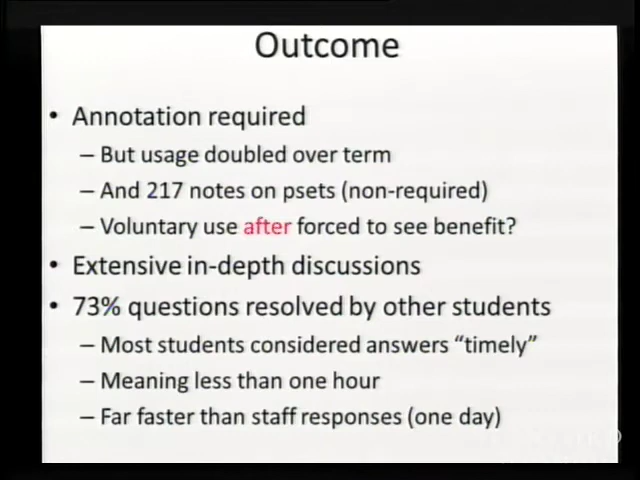 Outcome
• Annotation required
– But usage doubled over term
– And 217 notes on psets (non-required)
– Voluntary use after forced to see benefit?
• Extensive in-depth discussions
• 73% questions resolved by other students
– Most students considered answers “timely”
– Meaning less than one hour
– Far faster than staff responses (one day)